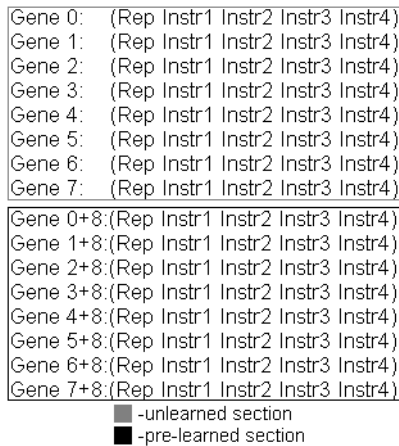 Gene 0: (Rep Instr1 Instr2 Instr3 Instr4)
Gene 1: (Rep Instr1 Instr2 Instr3 Instr4)
Gene 2: (Rep Instr1 Instr2 Instr3 Instr4)
Gene 3: (Rep Instr1 Instr2 Instr3 Instr4)
Gene 4: (Rep Instr1 Instr2 Instr3 Instr4)
Gene 5: (Rep Instr1 Instr2 Instr3 Instr4)
Gene 6: (Rep Instr1 Instr2 Instr3 Instr4)
Gene 7: (Rep Instr1 Instr2 Instr3 Instr4)
Gene 0+8:(Rep Instr1 Instr2 Instr3 Instr4)
Gene 1+8:(Rep Instr1 Instr2 Instr3 Instr4)
Gene 2+8:(Rep Instr1 Instr2 Instr3 Instr4)
Gene 3+8:(Rep Instr1 Instr2 Instr3 Instr4)
Gene 4+8:(Rep Instr1 Instr2 Instr3 Instr4)
Gene 5+8:(Rep Instr1 Instr2 Instr3 Instr4)
Gene 6+8:(Rep Instr1 Instr2 Instr3 Instr4)
Gene 7+8:(Rep Instr1 Instr2 Instr3 Instr4)
-unlearned section
-pre-learned section